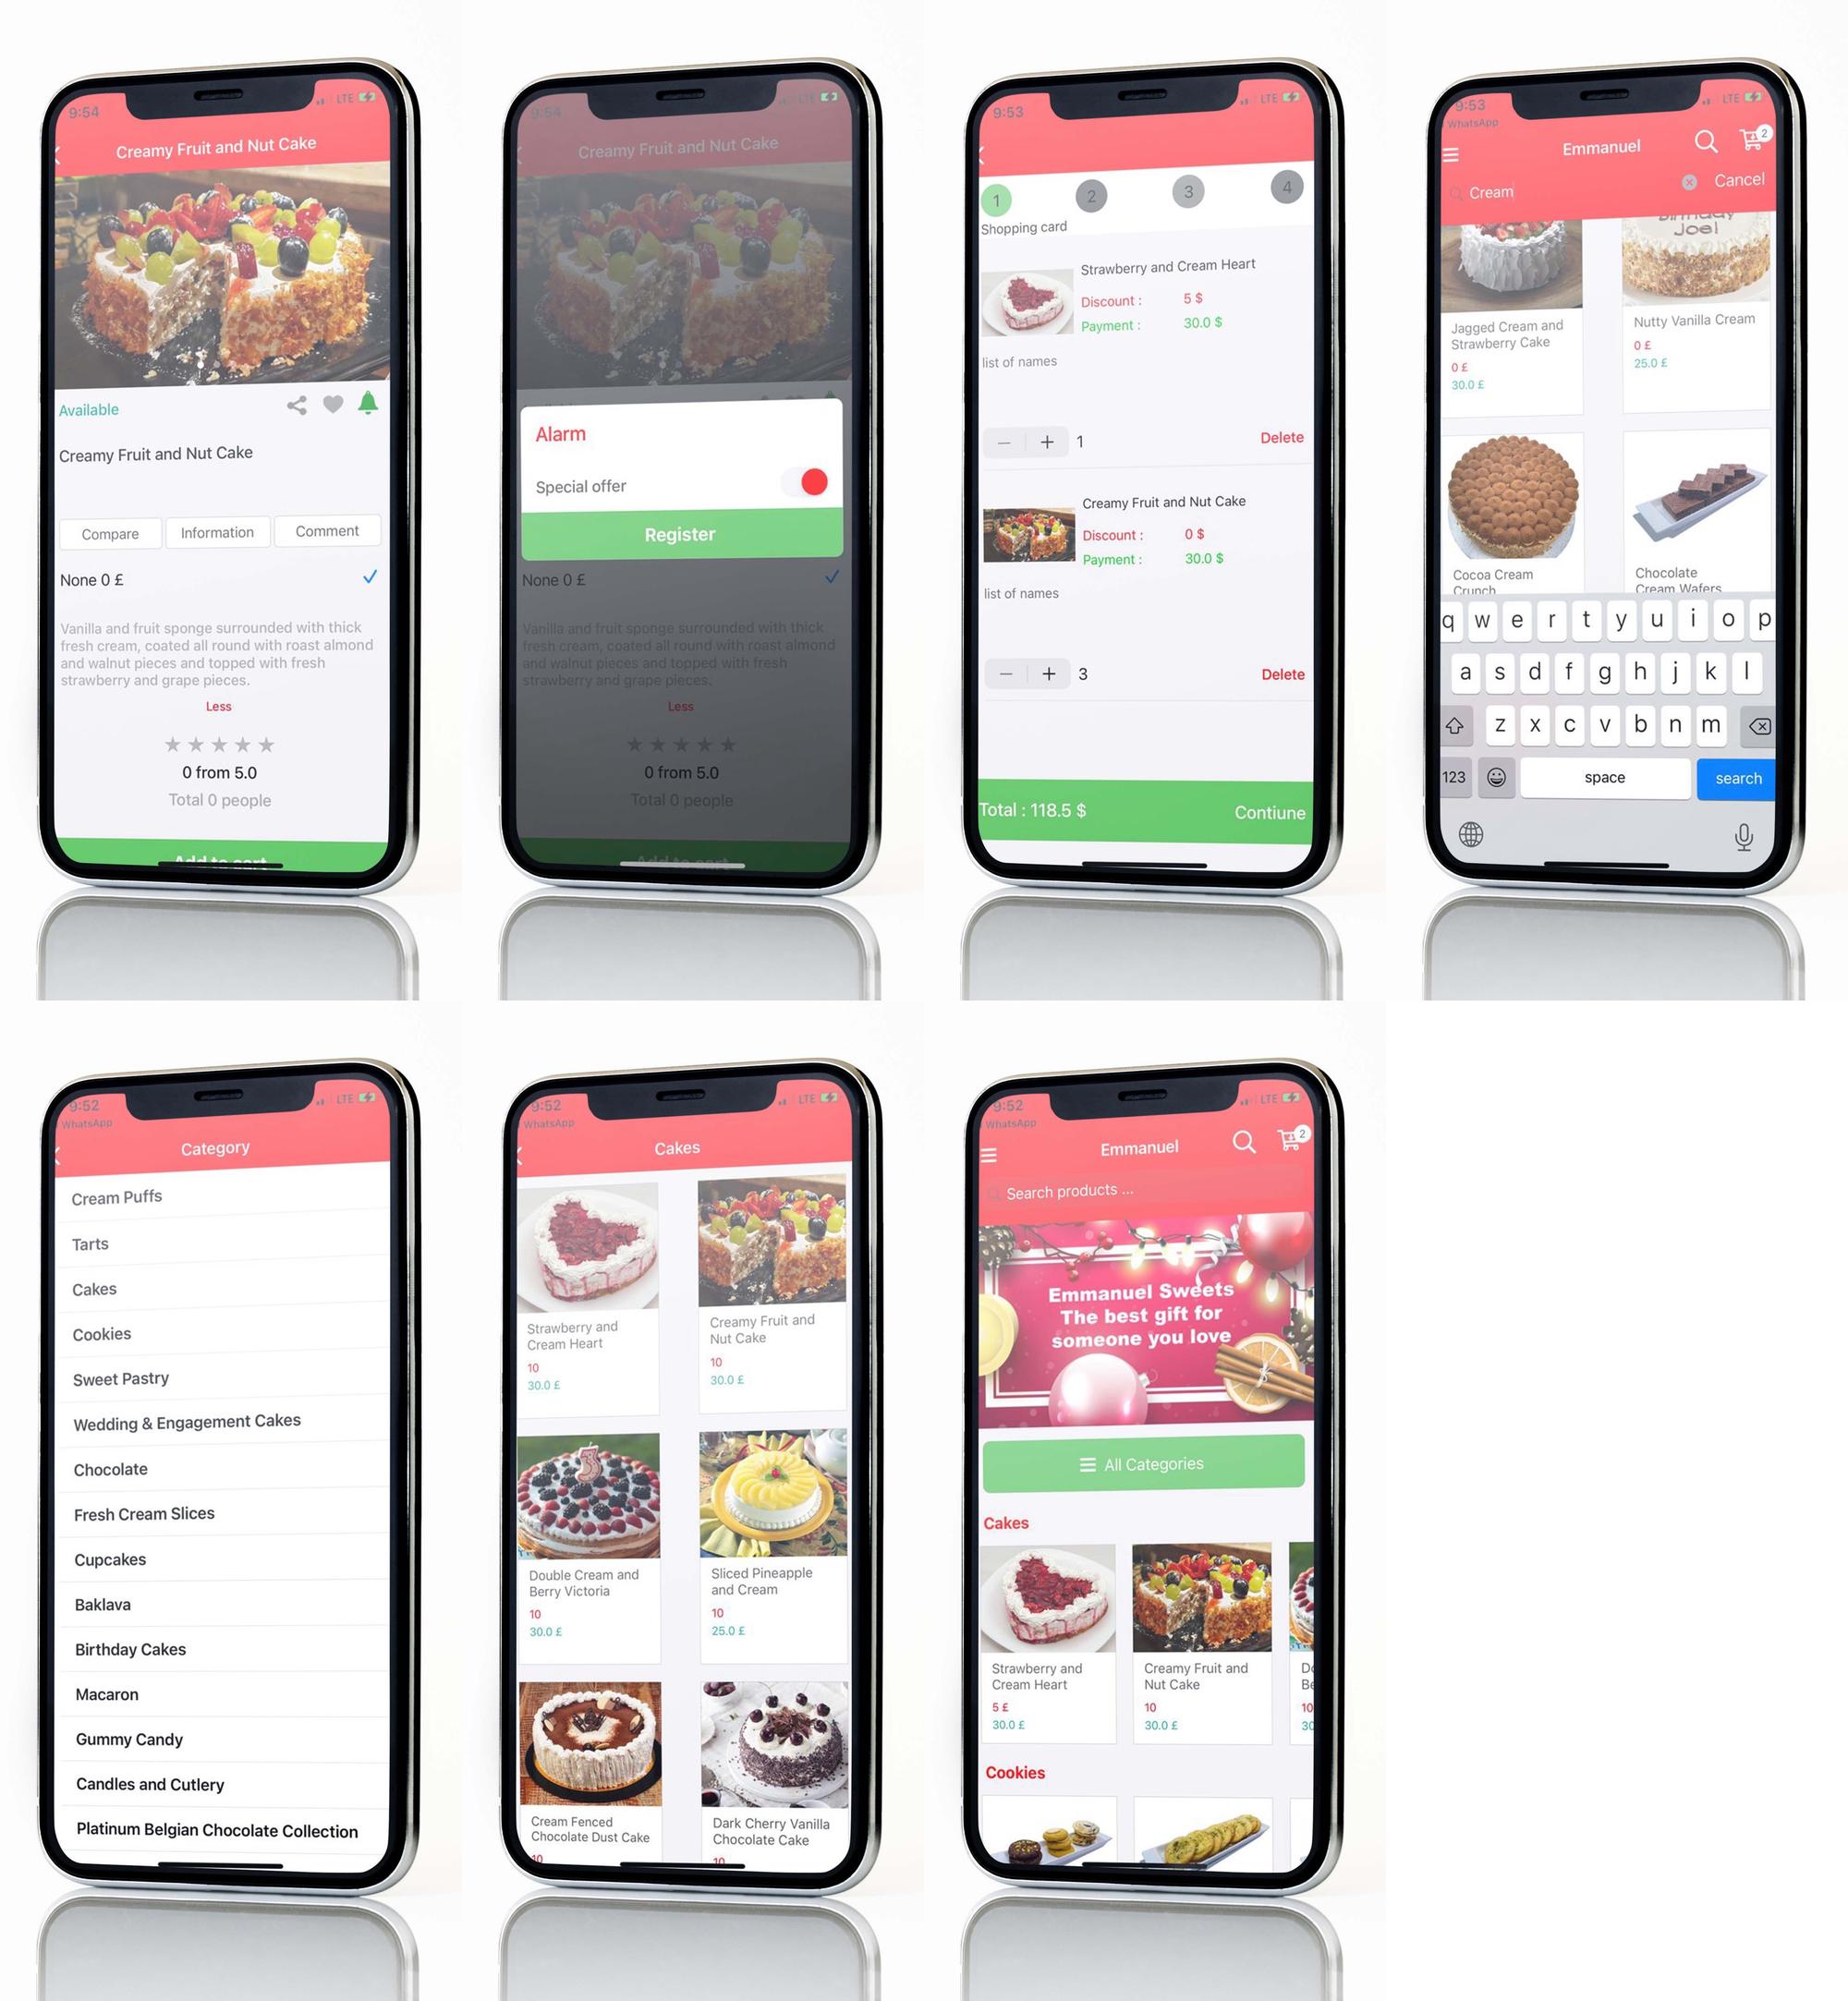 9:54
LTE
Creamy Fruit and Nut Cake
Available
Creamy Fruit and Nut Cake
Compare
Information
Comment
None 0 £
Vanilla and fruit sponge surrounded with thick
fresh cream, coated all round with roast almond
and walnut pieces and topped with fresh
strawberry and grape pieces.
Less
0 from 5.0
Total 0 people
Add to cart
9:54
LTE
Creamy Fruit and Nut Cake
Alarm
Special offer
Register
None 0 £
Vanilla and fruit sponge surrounded with thick
fresh cream, coated all round with roast almond
and walnut pieces and topped with fresh
strawberry and grape pieces.
Less
0 from 5.0
Total 0 people
Add to cart
9:53
LTE
1
2
3
4
Shopping card
Strawberry and Cream Heart
Discount : 5 $
Payment : 30.0 $
list of names
− + 1
Delete
Creamy Fruit and Nut Cake
Discount : 0 $
Payment : 30.0 $
list of names
− + 3
Delete
Total : 118.5 $
Contiune
9:53
LTE
WhatsApp
Emmanuel
2
Cream
Cancel
Birthday
Joel
Jagged Cream and
Strawberry Cake
0 £
30.0 £
Nutty Vanilla Cream
0 £
25.0 £
Cocoa Cream
Crunch
Chocolate
Cream Wafers
q w e r t y u i o p
a s d f g h j k l
z x c v b n m
123
space
search
9:52
LTE
WhatsApp
Category
Cream Puffs
Tarts
Cakes
Cookies
Sweet Pastry
Wedding & Engagement Cakes
Chocolate
Fresh Cream Slices
Cupcakes
Baklava
Birthday Cakes
Macaron
Gummy Candy
Candles and Cutlery
Platinum Belgian Chocolate Collection
9:52
LTE
WhatsApp
Cakes
Strawberry and
Cream Heart
10
30.0 £
Creamy Fruit and
Nut Cake
10
30.0 £
3
Double Cream and
Berry Victoria
10
30.0 £
Sliced Pineapple
and Cream
10
25.0 £
Cream Fenced
Chocolate Dust Cake
10
Dark Cherry Vanilla
Chocolate Cake
10
9:52
LTE
WhatsApp
Emmanuel
2
Search products ...
Emmanuel Sweets
The best gift for
someone you love
All Categories
Cakes
Strawberry and
Cream Heart
5 £
30.0 £
Creamy Fruit and
Nut Cake
10
30.0 £
10
Cookies